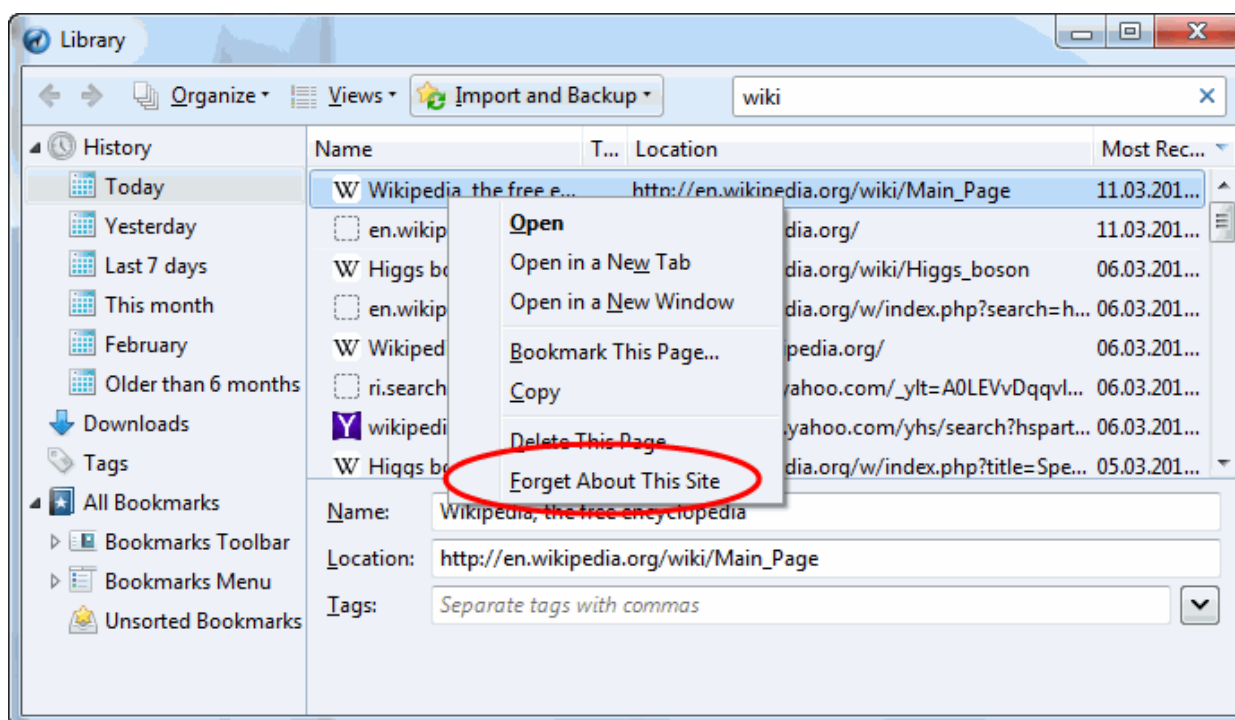 Library
Organize Views Import and Backup wiki
History
Today
Yesterday
Last 7 days
This month
February
Older than 6 months
Downloads
Tags
All Bookmarks
Bookmarks Toolbar
Bookmarks Menu
Unsorted Bookmarks
Name T... Location Most Rec...
W Wikipedia, the free e... http://en.wikipedia.org/wiki/Main_Page 11.03.201...
en.wikip dia.org/ 11.03.201...
W Higgs bo dia.org/wiki/Higgs_boson 06.03.201...
en.wikip dia.org/w/index.php?search=h... 06.03.201...
W Wikiped pedia.org/ 06.03.201...
ri.search yahoo.com/_ylt=A0LEVvDqqvl... 06.03.201...
Y wikipedi .yahoo.com/yhs/search?hspart... 06.03.201...
W Higgs bo dia.org/w/index.php?title=Spe... 05.03.201...
Open
Open in a New Tab
Open in a New Window
Bookmark This Page...
Copy
Delete This Page
Forget About This Site
Name: Wikipedia, the free encyclopedia
Location: http://en.wikipedia.org/wiki/Main_Page
Tags: Separate tags with commas